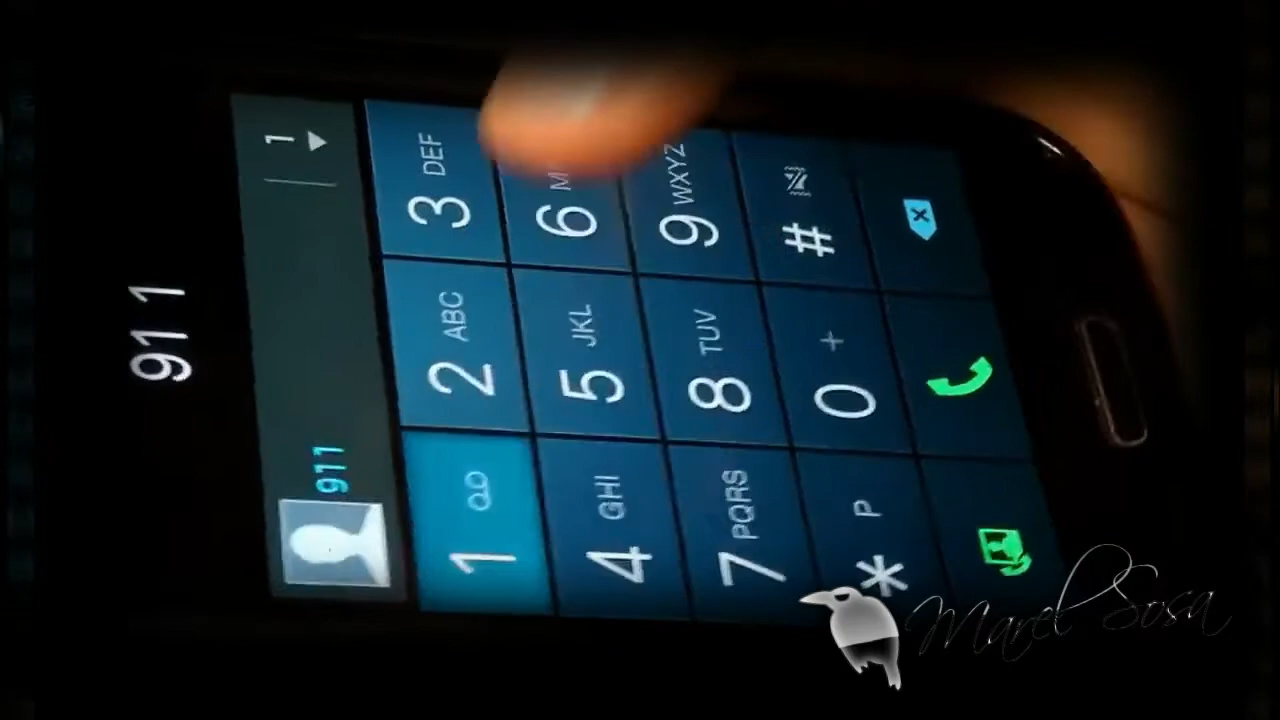 911
911
1
1
2 ABC
3 DEF
4 GHI
5 JKL
6 M
7 PQRS
8 TUV
9 WXYZ
* P
0 +
#
Marel Sosa